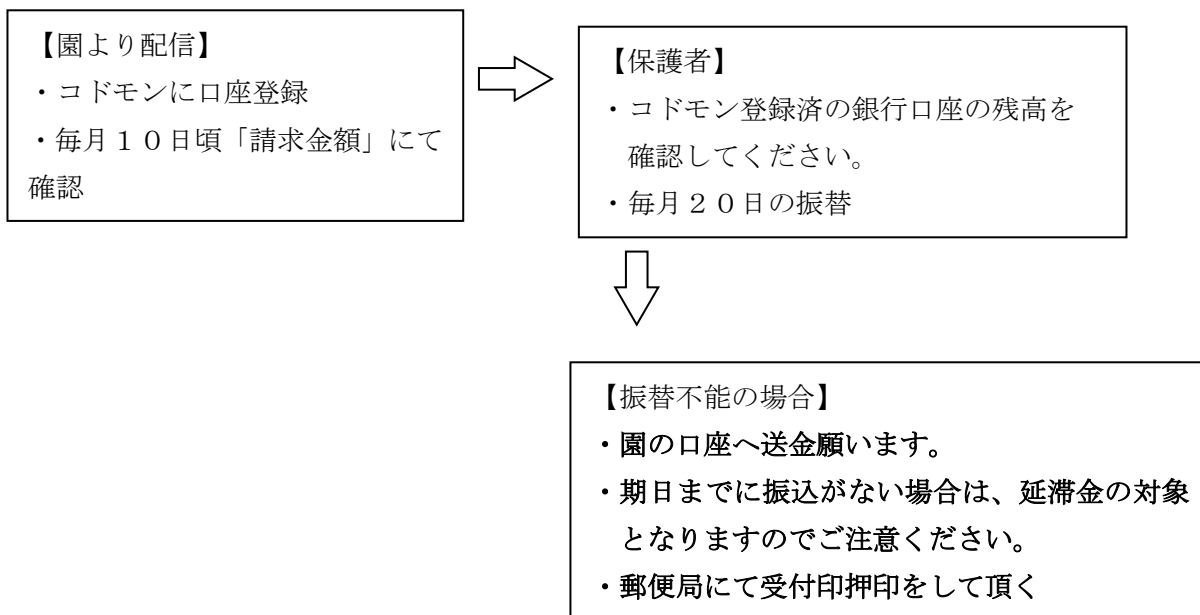 【園より配信】
・コドモンに口座登録
・毎月１０日頃「請求金額」にて
確認
【保護者】
・コドモン登録済の銀行口座の残高を
確認してください。
・毎月２０日の振替
【振替不能の場合】
・園の口座へ送金願います。
・期日までに振込がない場合は、延滞金の対象
となりますのでご注意ください。
・郵便局にて受付印押印をして頂く